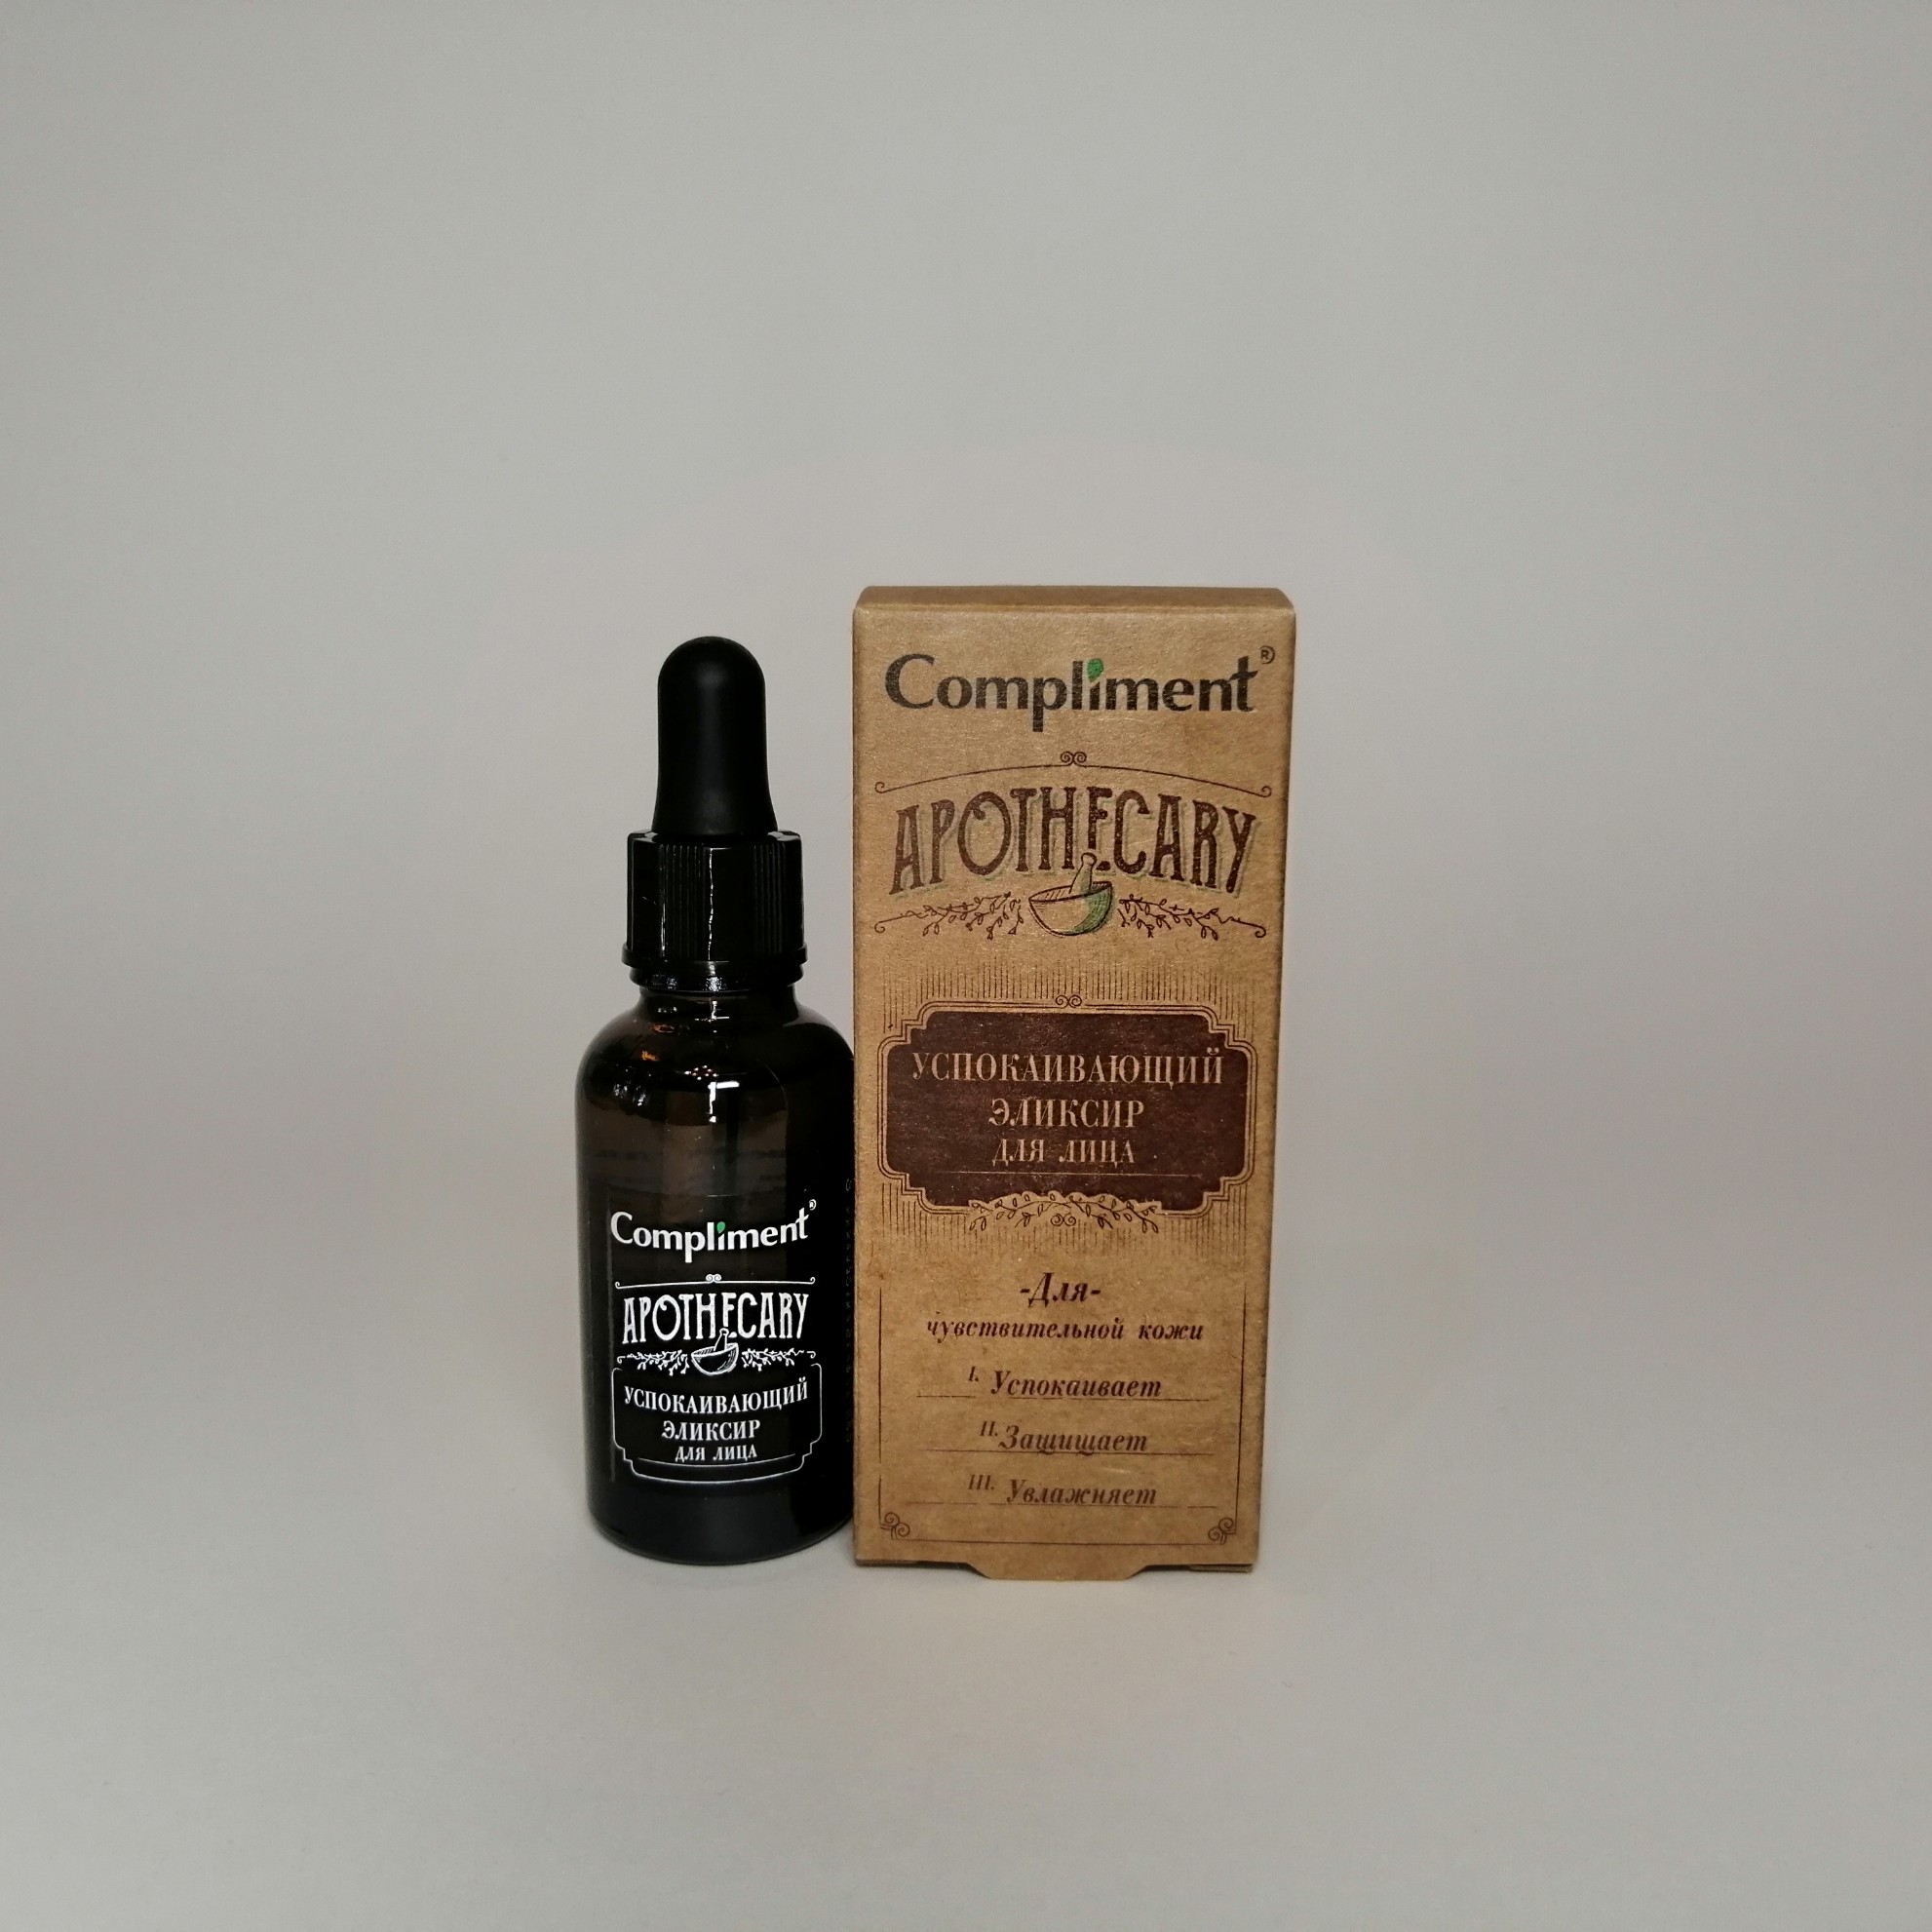 Compliment®
APOTHECARY
УСПОКАИВАЮЩИЙ
ЭЛИКСИР
ДЛЯ ЛИЦА
Compliment®
APOTHECARY
УСПОКАИВАЮЩИЙ
ЭЛИКСИР
ДЛЯ ЛИЦА
-Для-
чувствительной кожи
I. Успокаивает
II. Защищает
III. Увлажняет